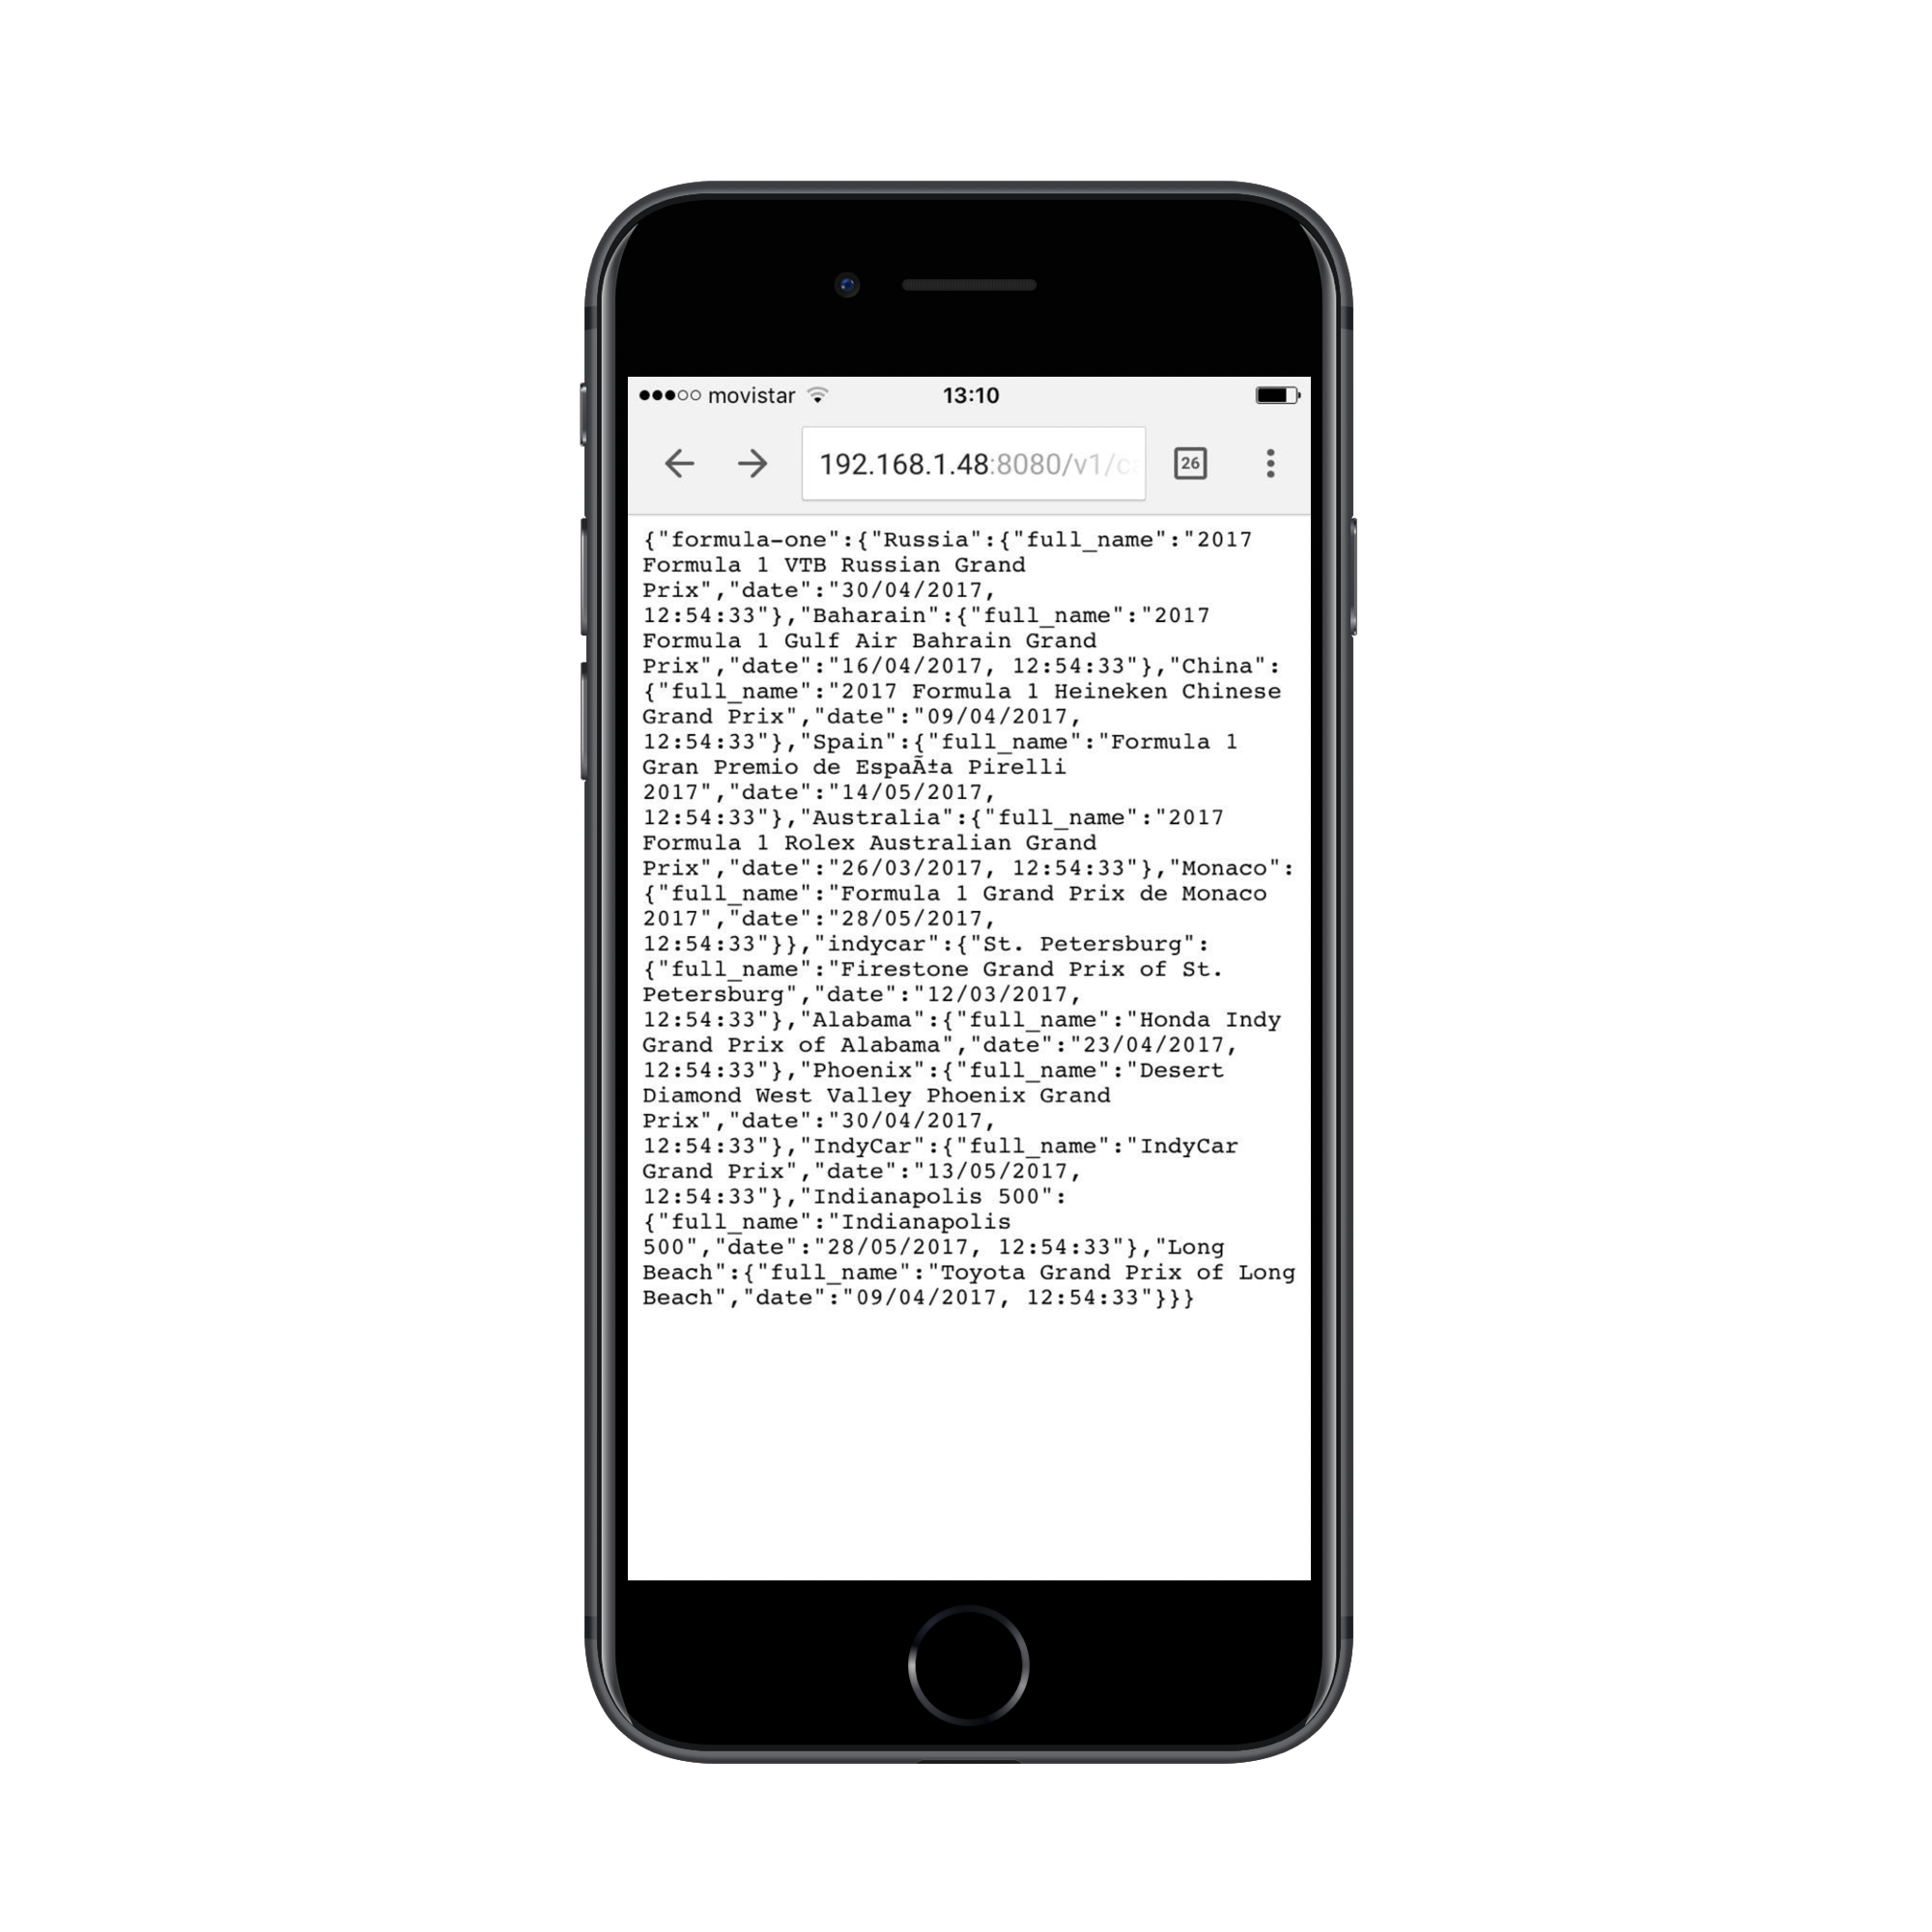 movistar 13:10
192.168.1.48:8080/v1/ca 26
{"formula-one":{"Russia":{"full_name":"2017
Formula 1 VTB Russian Grand
Prix","date":"30/04/2017,
12:54:33"},"Baharain":{"full_name":"2017
Formula 1 Gulf Air Bahrain Grand
Prix","date":"16/04/2017, 12:54:33"},"China":
{"full_name":"2017 Formula 1 Heineken Chinese
Grand Prix","date":"09/04/2017,
12:54:33"},"Spain":{"full_name":"Formula 1
Gran Premio de EspaÃ±a Pirelli
2017","date":"14/05/2017,
12:54:33"},"Australia":{"full_name":"2017
Formula 1 Rolex Australian Grand
Prix","date":"26/03/2017, 12:54:33"},"Monaco":
{"full_name":"Formula 1 Grand Prix de Monaco
2017","date":"28/05/2017,
12:54:33"}},"indycar":{"St. Petersburg":
{"full_name":"Firestone Grand Prix of St.
Petersburg","date":"12/03/2017,
12:54:33"},"Alabama":{"full_name":"Honda Indy
Grand Prix of Alabama","date":"23/04/2017,
12:54:33"},"Phoenix":{"full_name":"Desert
Diamond West Valley Phoenix Grand
Prix","date":"30/04/2017,
12:54:33"},"IndyCar":{"full_name":"IndyCar
Grand Prix","date":"13/05/2017,
12:54:33"},"Indianapolis 500":
{"full_name":"Indianapolis
500","date":"28/05/2017, 12:54:33"},"Long
Beach":{"full_name":"Toyota Grand Prix of Long
Beach","date":"09/04/2017, 12:54:33"}}}